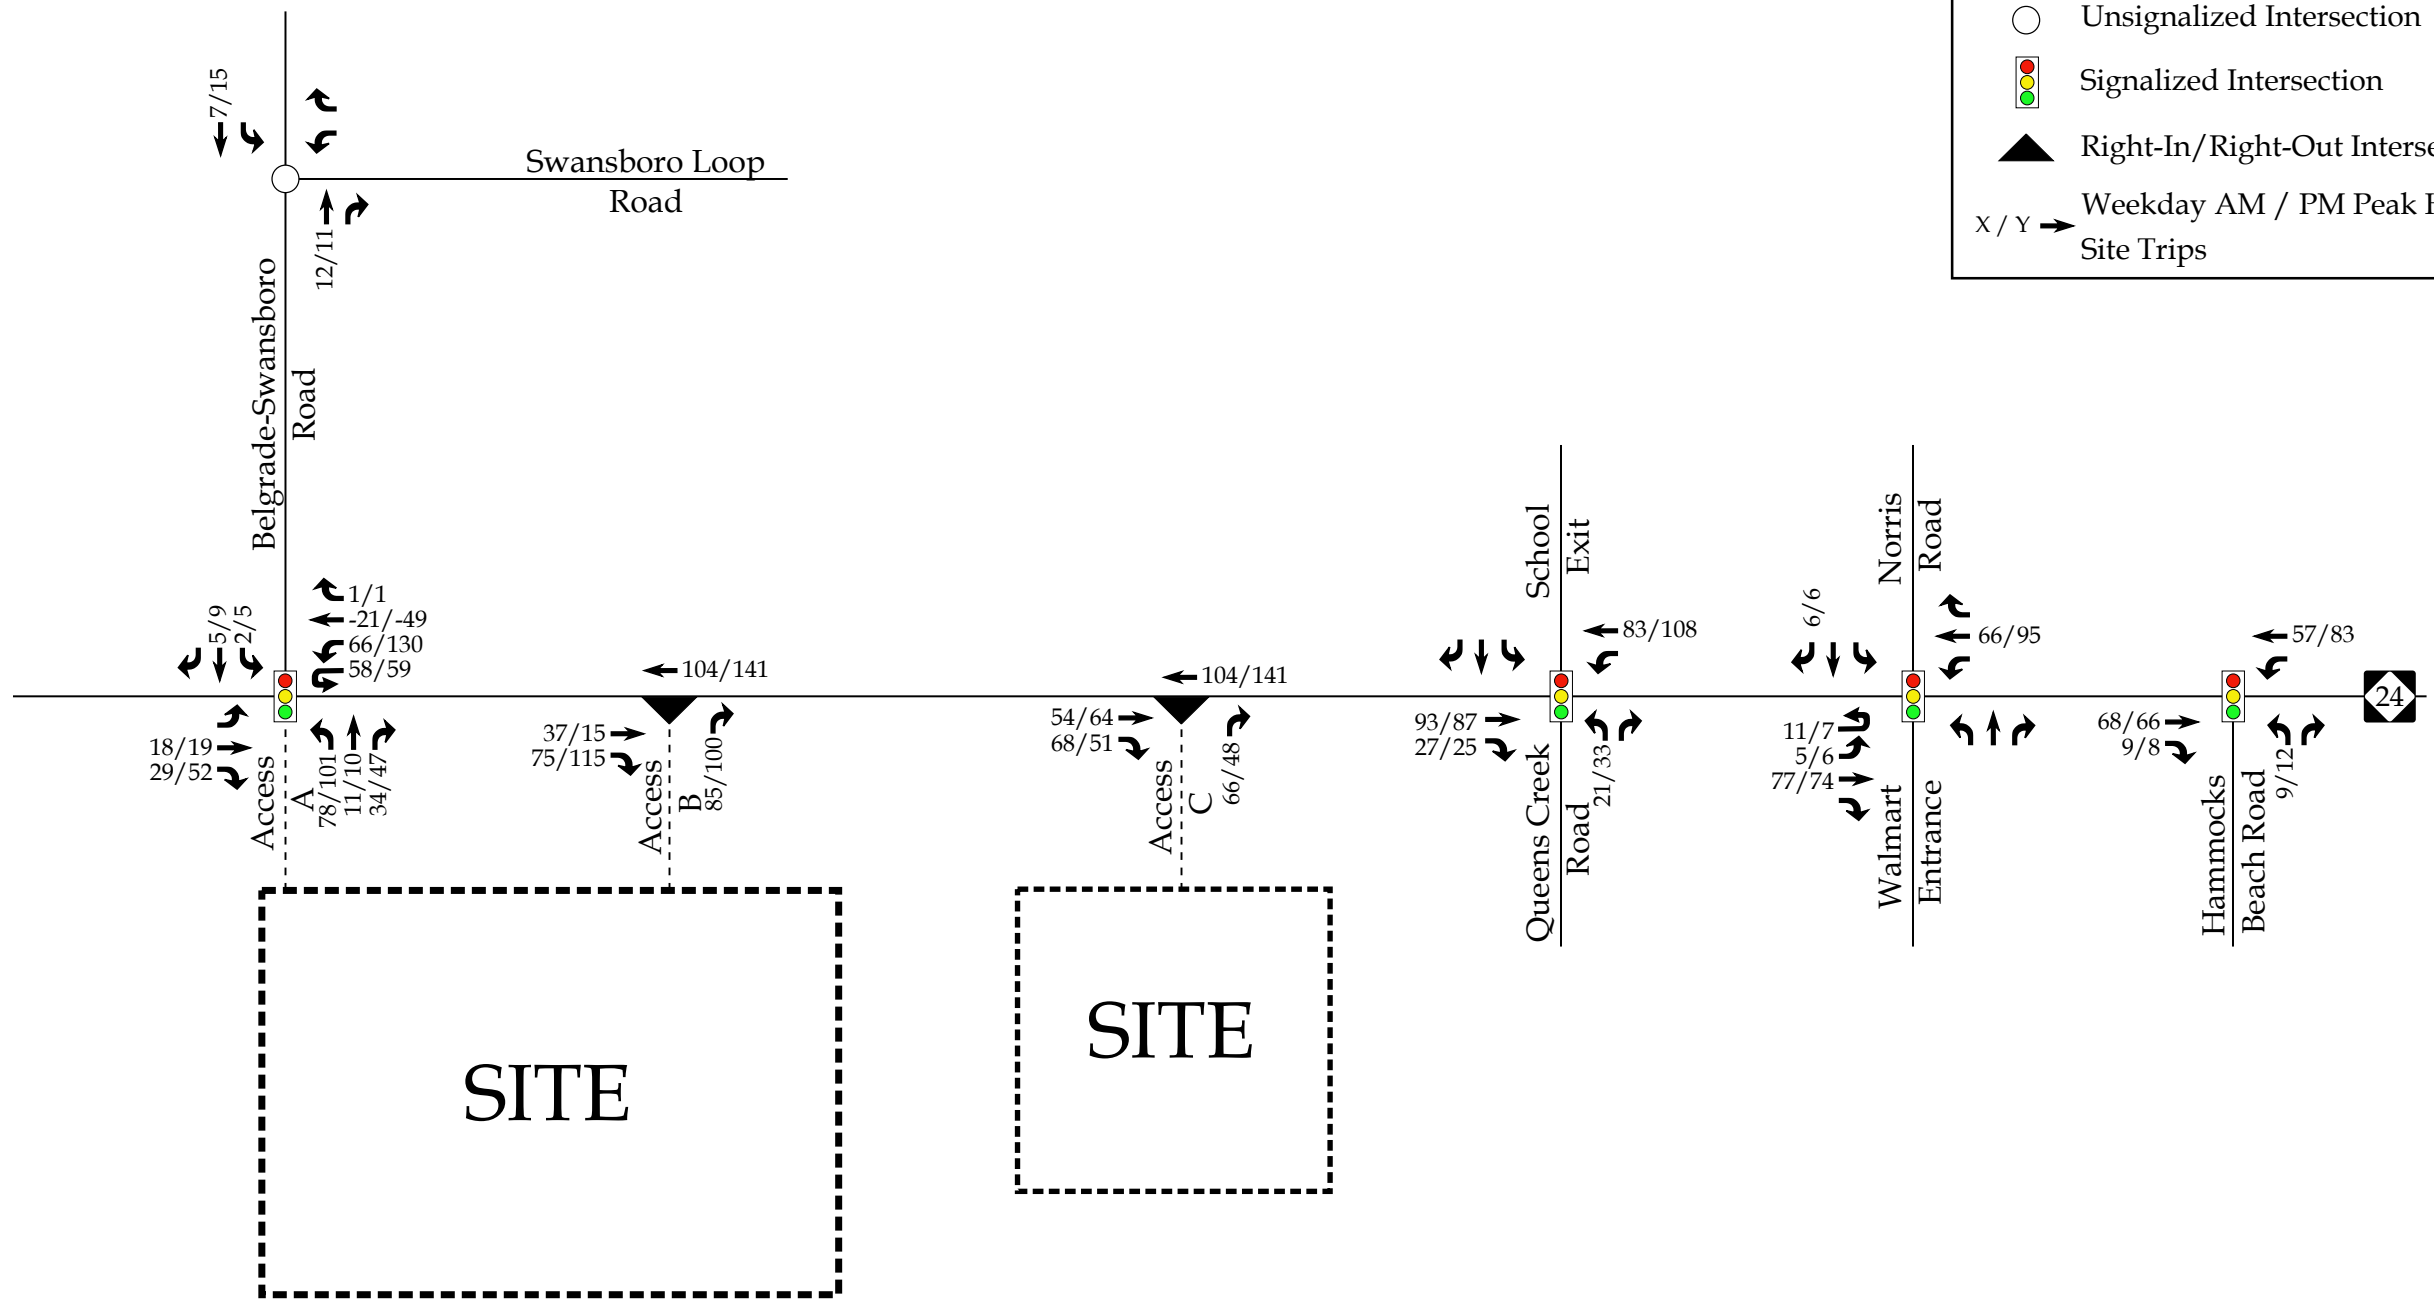 Unsignalized Intersection
Signalized Intersection
Right-In/Right-Out
X / Y
Weekday AM / PM Peak
Site Trips
7/15
Swansboro Loop
Road
12/11
Belgrade-Swansboro
Road
5/9
2/5
1/1
-21/-49
66/130
58/59
18/19
29/52
Access
A
78/101
11/10
34/47
104/141
37/15
75/115
Access
B
85/100
104/141
54/64
68/51
Access
C
66/48
School
Exit
83/108
93/87
27/25
Queens Creek
Road
21/33
Norris
Road
6/6
66/95
11/7
5/6
77/74
Walmart
Entrance
57/83
68/66
9/8
Hammocks
Beach Road
9/12
24
SITE
SITE